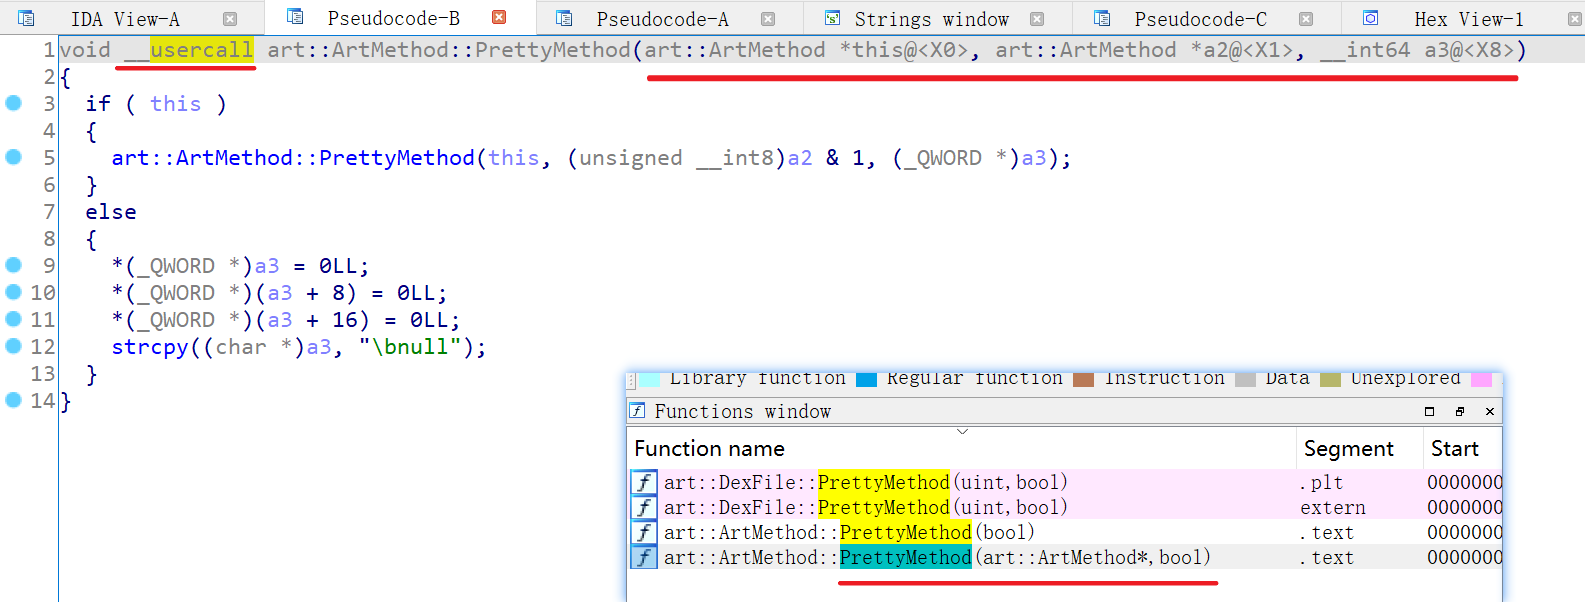 IDA View-A Pseudocode-B Pseudocode-A Strings window Pseudocode-C Hex View-1
1 void __usercall art::ArtMethod::PrettyMethod(art::ArtMethod *this@<X0>, art::ArtMethod *a2@<X1>, __int64 a3@<X8>)
2 {
3 if ( this )
4 {
5 art::ArtMethod::PrettyMethod(this, (unsigned __int8)a2 & 1, (_QWORD *)a3);
6 }
7 else
8 {
9 *(_QWORD *)a3 = 0LL;
10 *(_QWORD *)(a3 + 8) = 0LL;
11 *(_QWORD *)(a3 + 16) = 0LL;
12 strcpy((char *)a3, "\bnull");
13 }
14 }
Library function Regular function Instruction Data Unexplored
Functions window
Function name Segment Start
art::DexFile::PrettyMethod(uint,bool) .plt 0000000
art::DexFile::PrettyMethod(uint,bool) extern 0000000
art::ArtMethod::PrettyMethod(bool) .text 0000000
art::ArtMethod::PrettyMethod(art::ArtMethod*,bool) .text 0000000